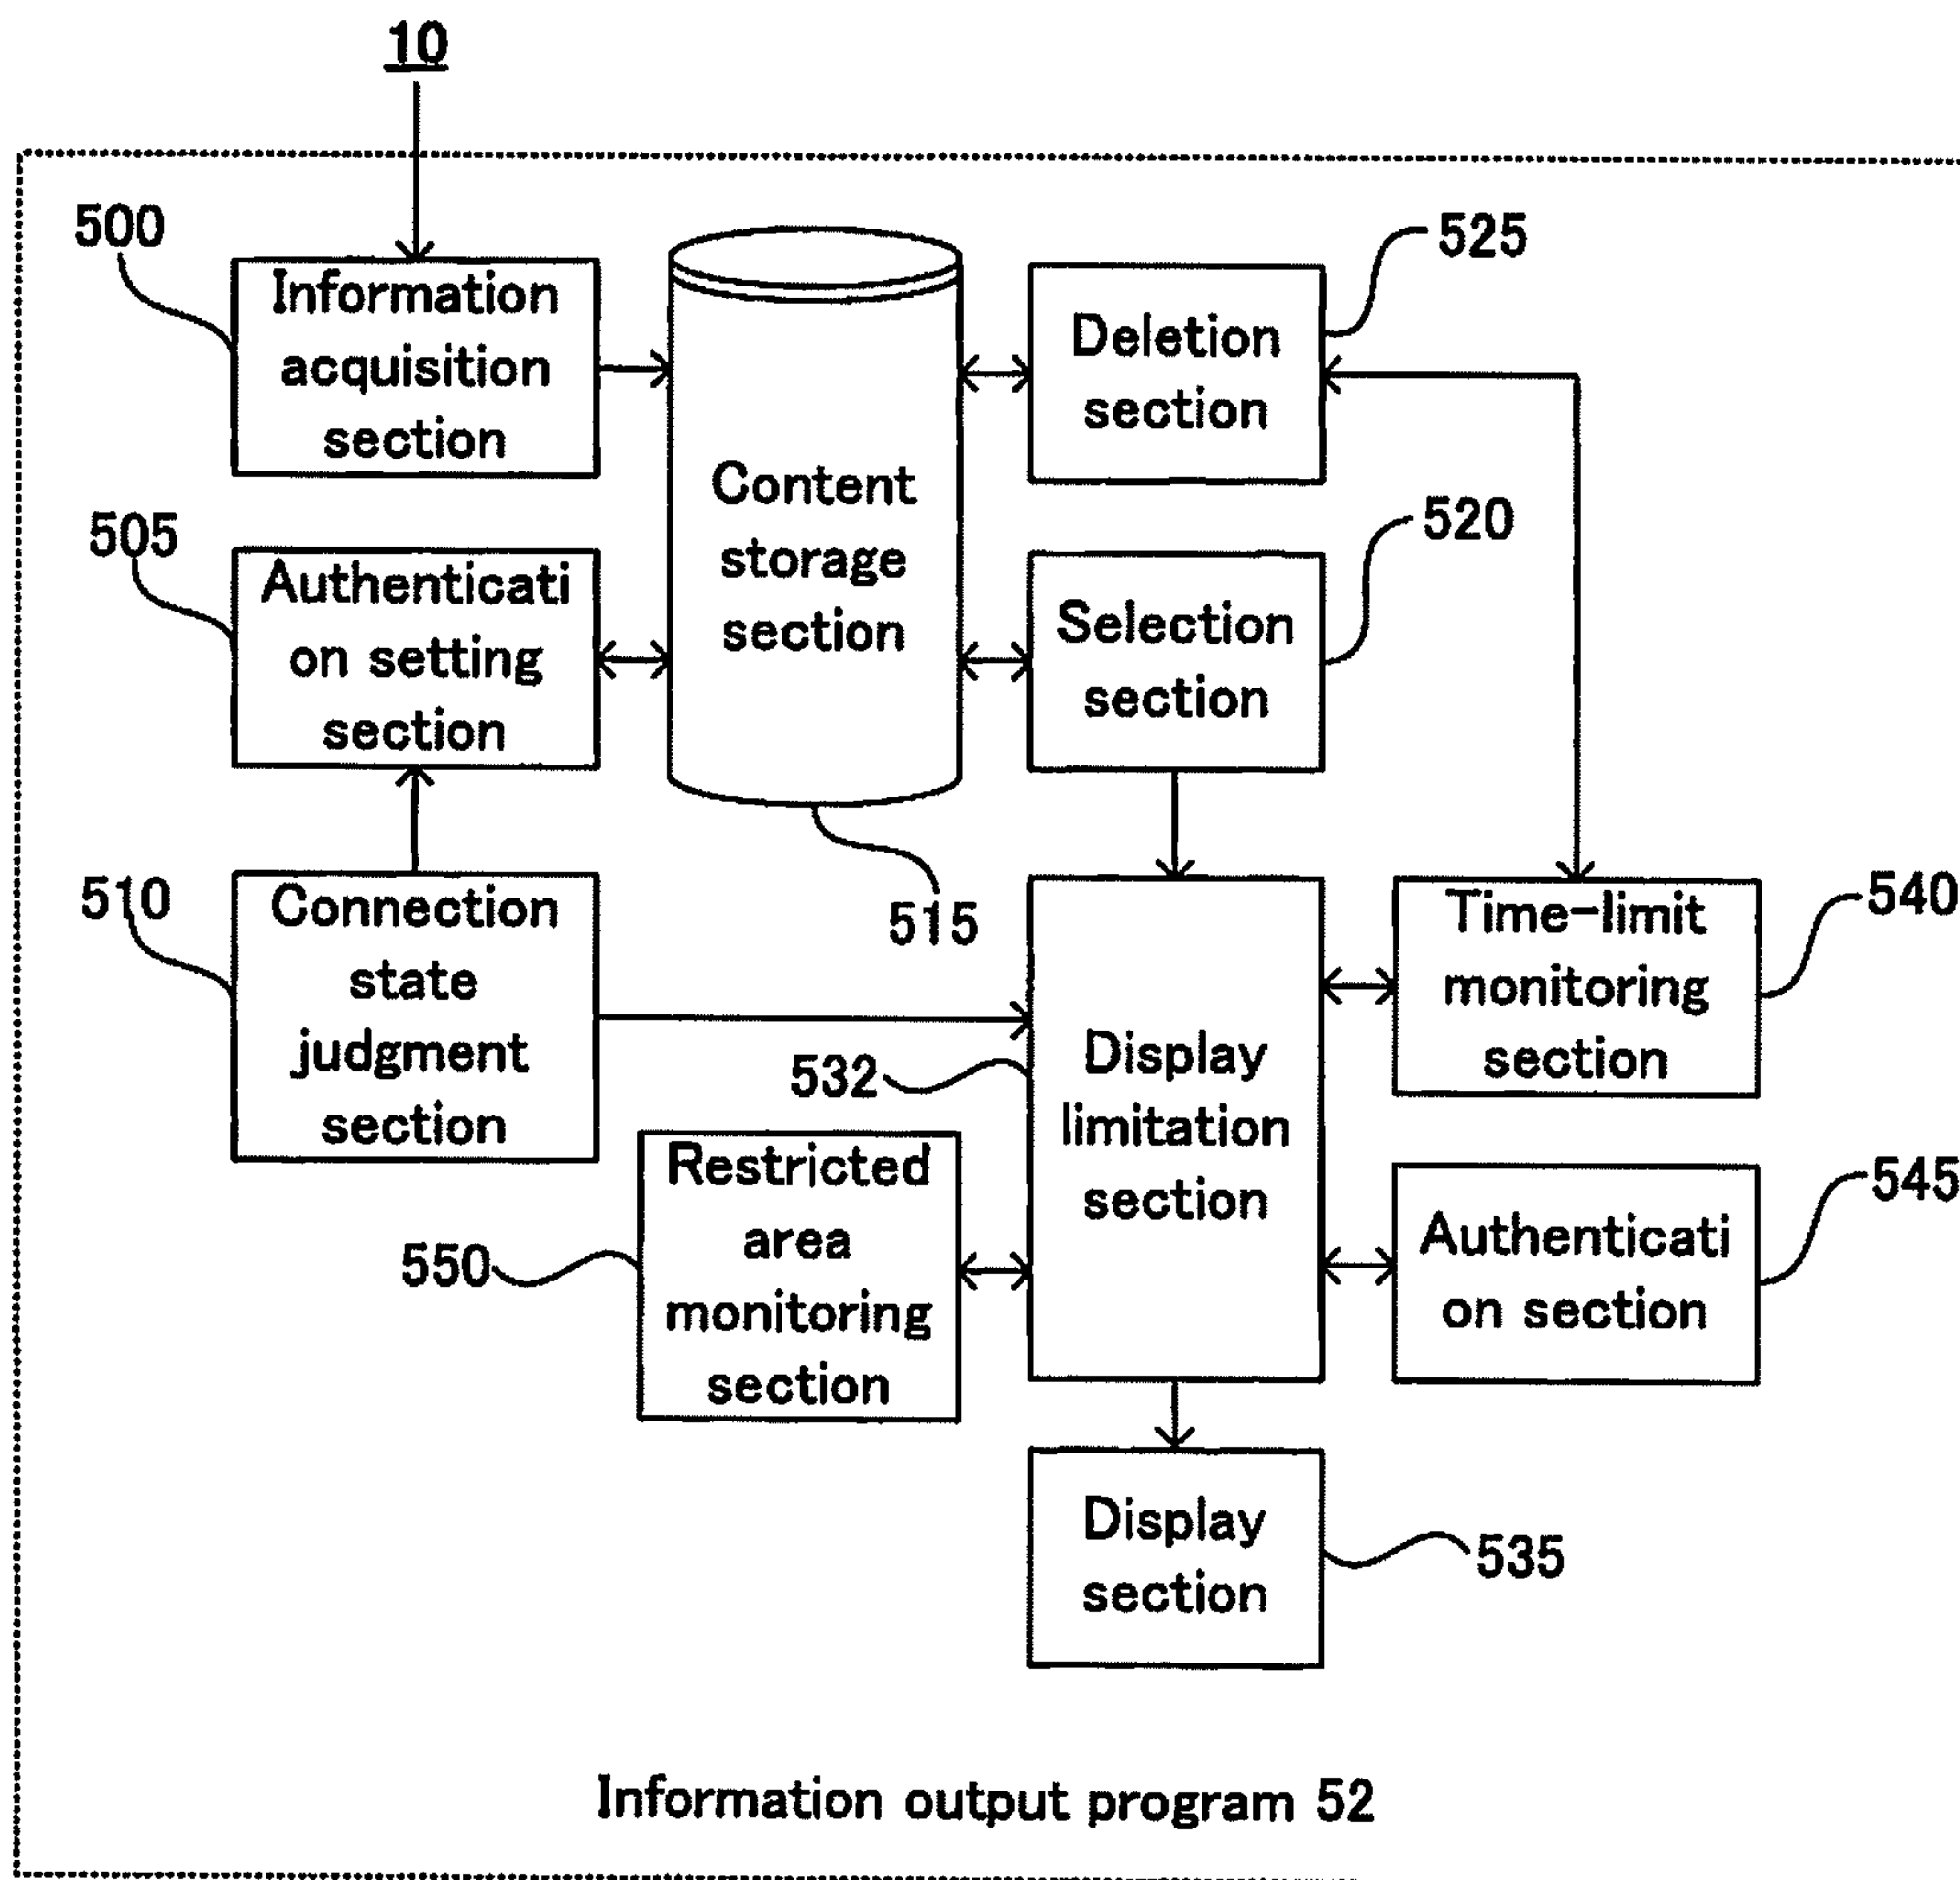 10
500
Information
acquisition
section
505
Authenticati
on setting
section
510
Connection
state
judgment
section
Content
storage
section
515
525
Deletion
section
520
Selection
section
532
Display
limitation
section
540
Time-limit
monitoring
section
550
Restricted
area
monitoring
section
545
Authenticati
on section
Display
section
535
Information output program 52